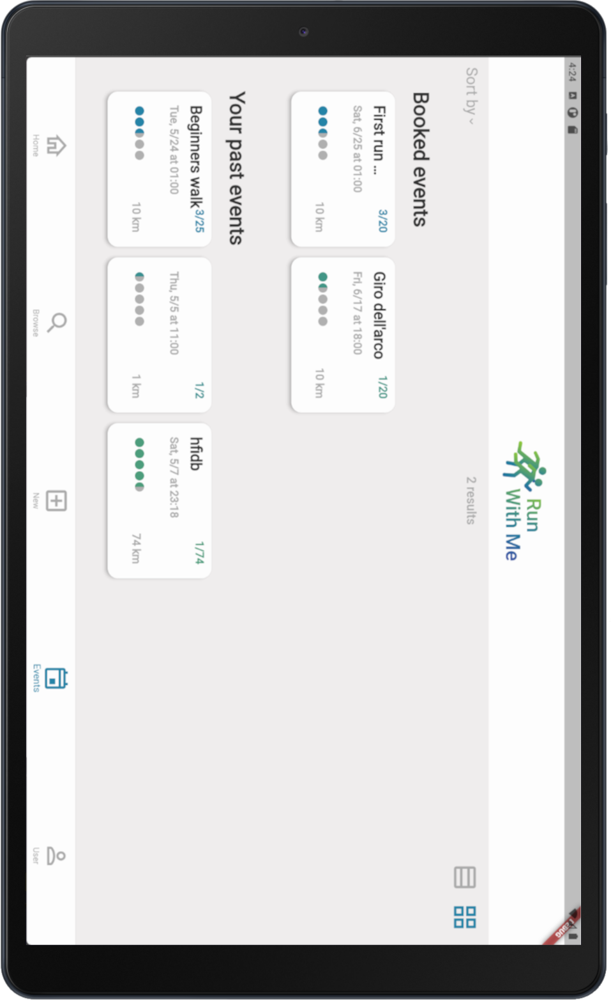 4:24
Run
With Me
Sort by
2 results
Booked events
First run ...
3/20
Sat, 6/25 at 01:00
10 km
Giro dell'arco
1/20
Fri, 6/17 at 18:00
10 km
Your past events
Beginners walk
3/25
Tue, 5/24 at 01:00
10 km
1/2
Thu, 5/5 at 11:00
1 km
hfidb
1/74
Sat, 5/7 at 23:18
74 km
Home
Browse
New
Events
User